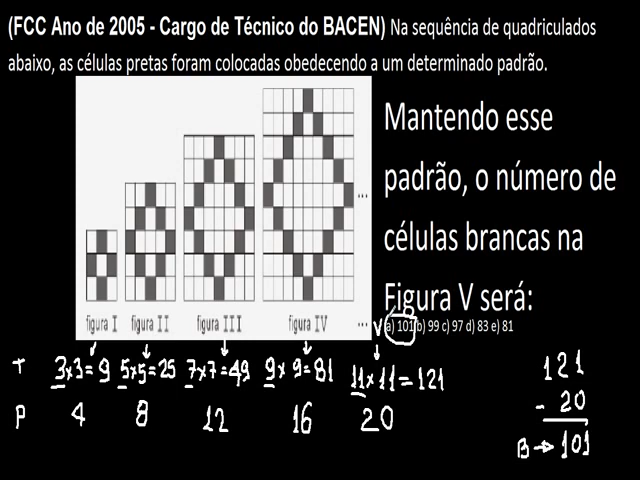 (FCC Ano de 2005 - Cargo de Técnico do BACEN) Na sequência de quadriculados
abaixo, as células pretas foram colocadas obedecendo a um determinado padrão.
Mantendo esse
padrão, o número de
células brancas na
Figura V será:
a) 101 b) 99 c) 97 d) 83 e) 81
...
figura I figura II figura III figura IV ... V
T 3x3=9 5x5=25 7x7=49 9x9=81 11x11=121
P 4 8 12 16 20
121
- 20
B → 101